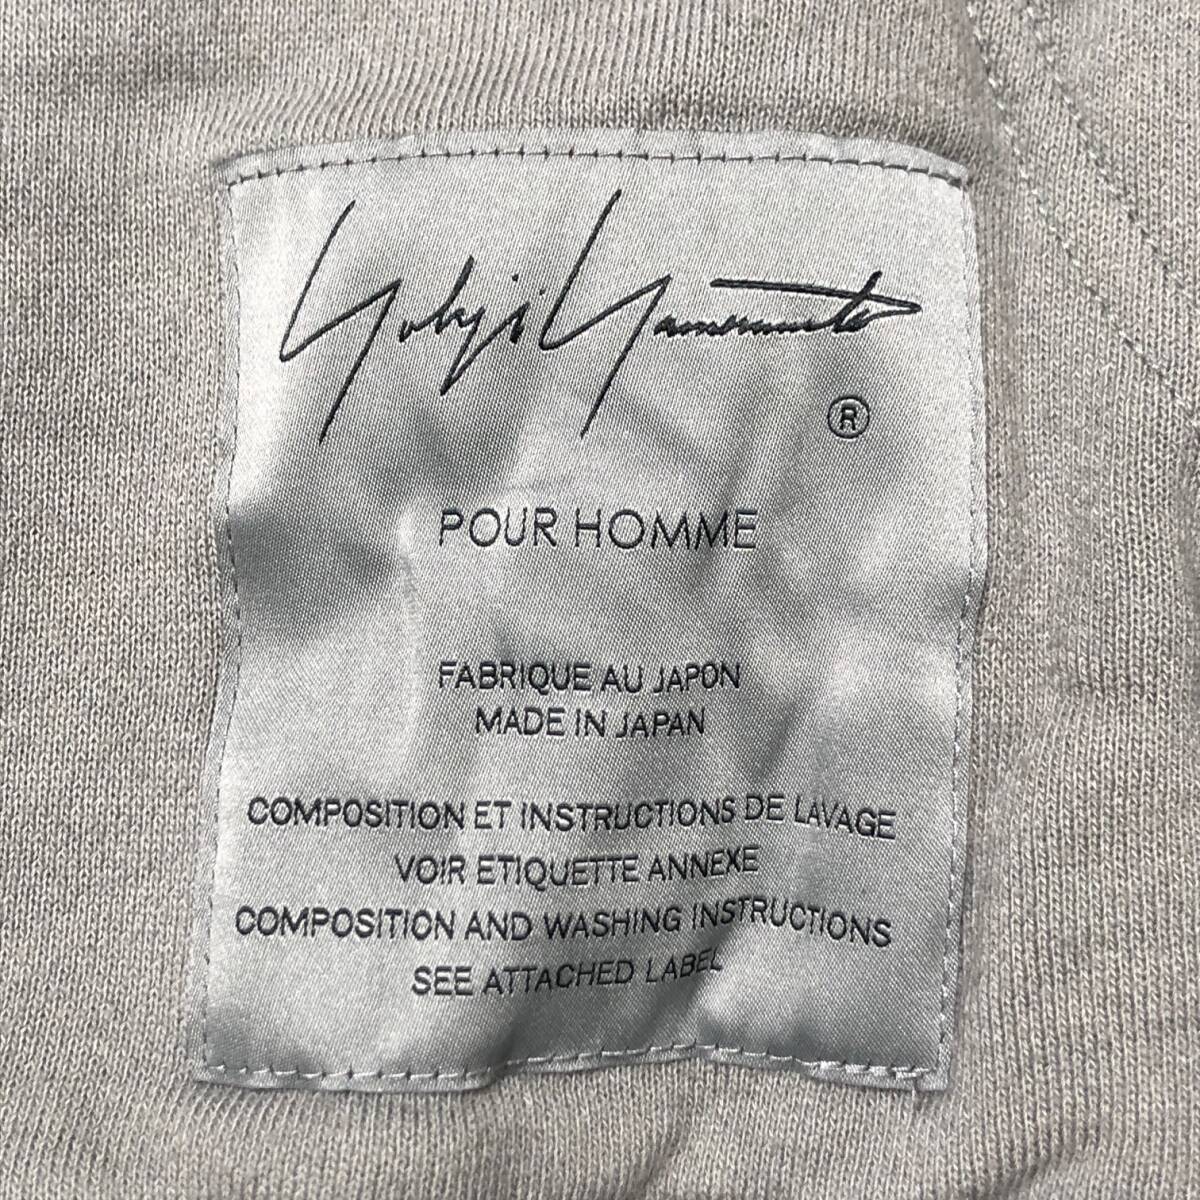 Yohji Yamamoto
®
POUR HOMME
FABRIQUE AU JAPON
MADE IN JAPAN
COMPOSITION ET INSTRUCTIONS DE LAVAGE
VOIR ETIQUETTE ANNEXE
COMPOSITION AND WASHING INSTRUCTIONS
SEE ATTACHED LABEL